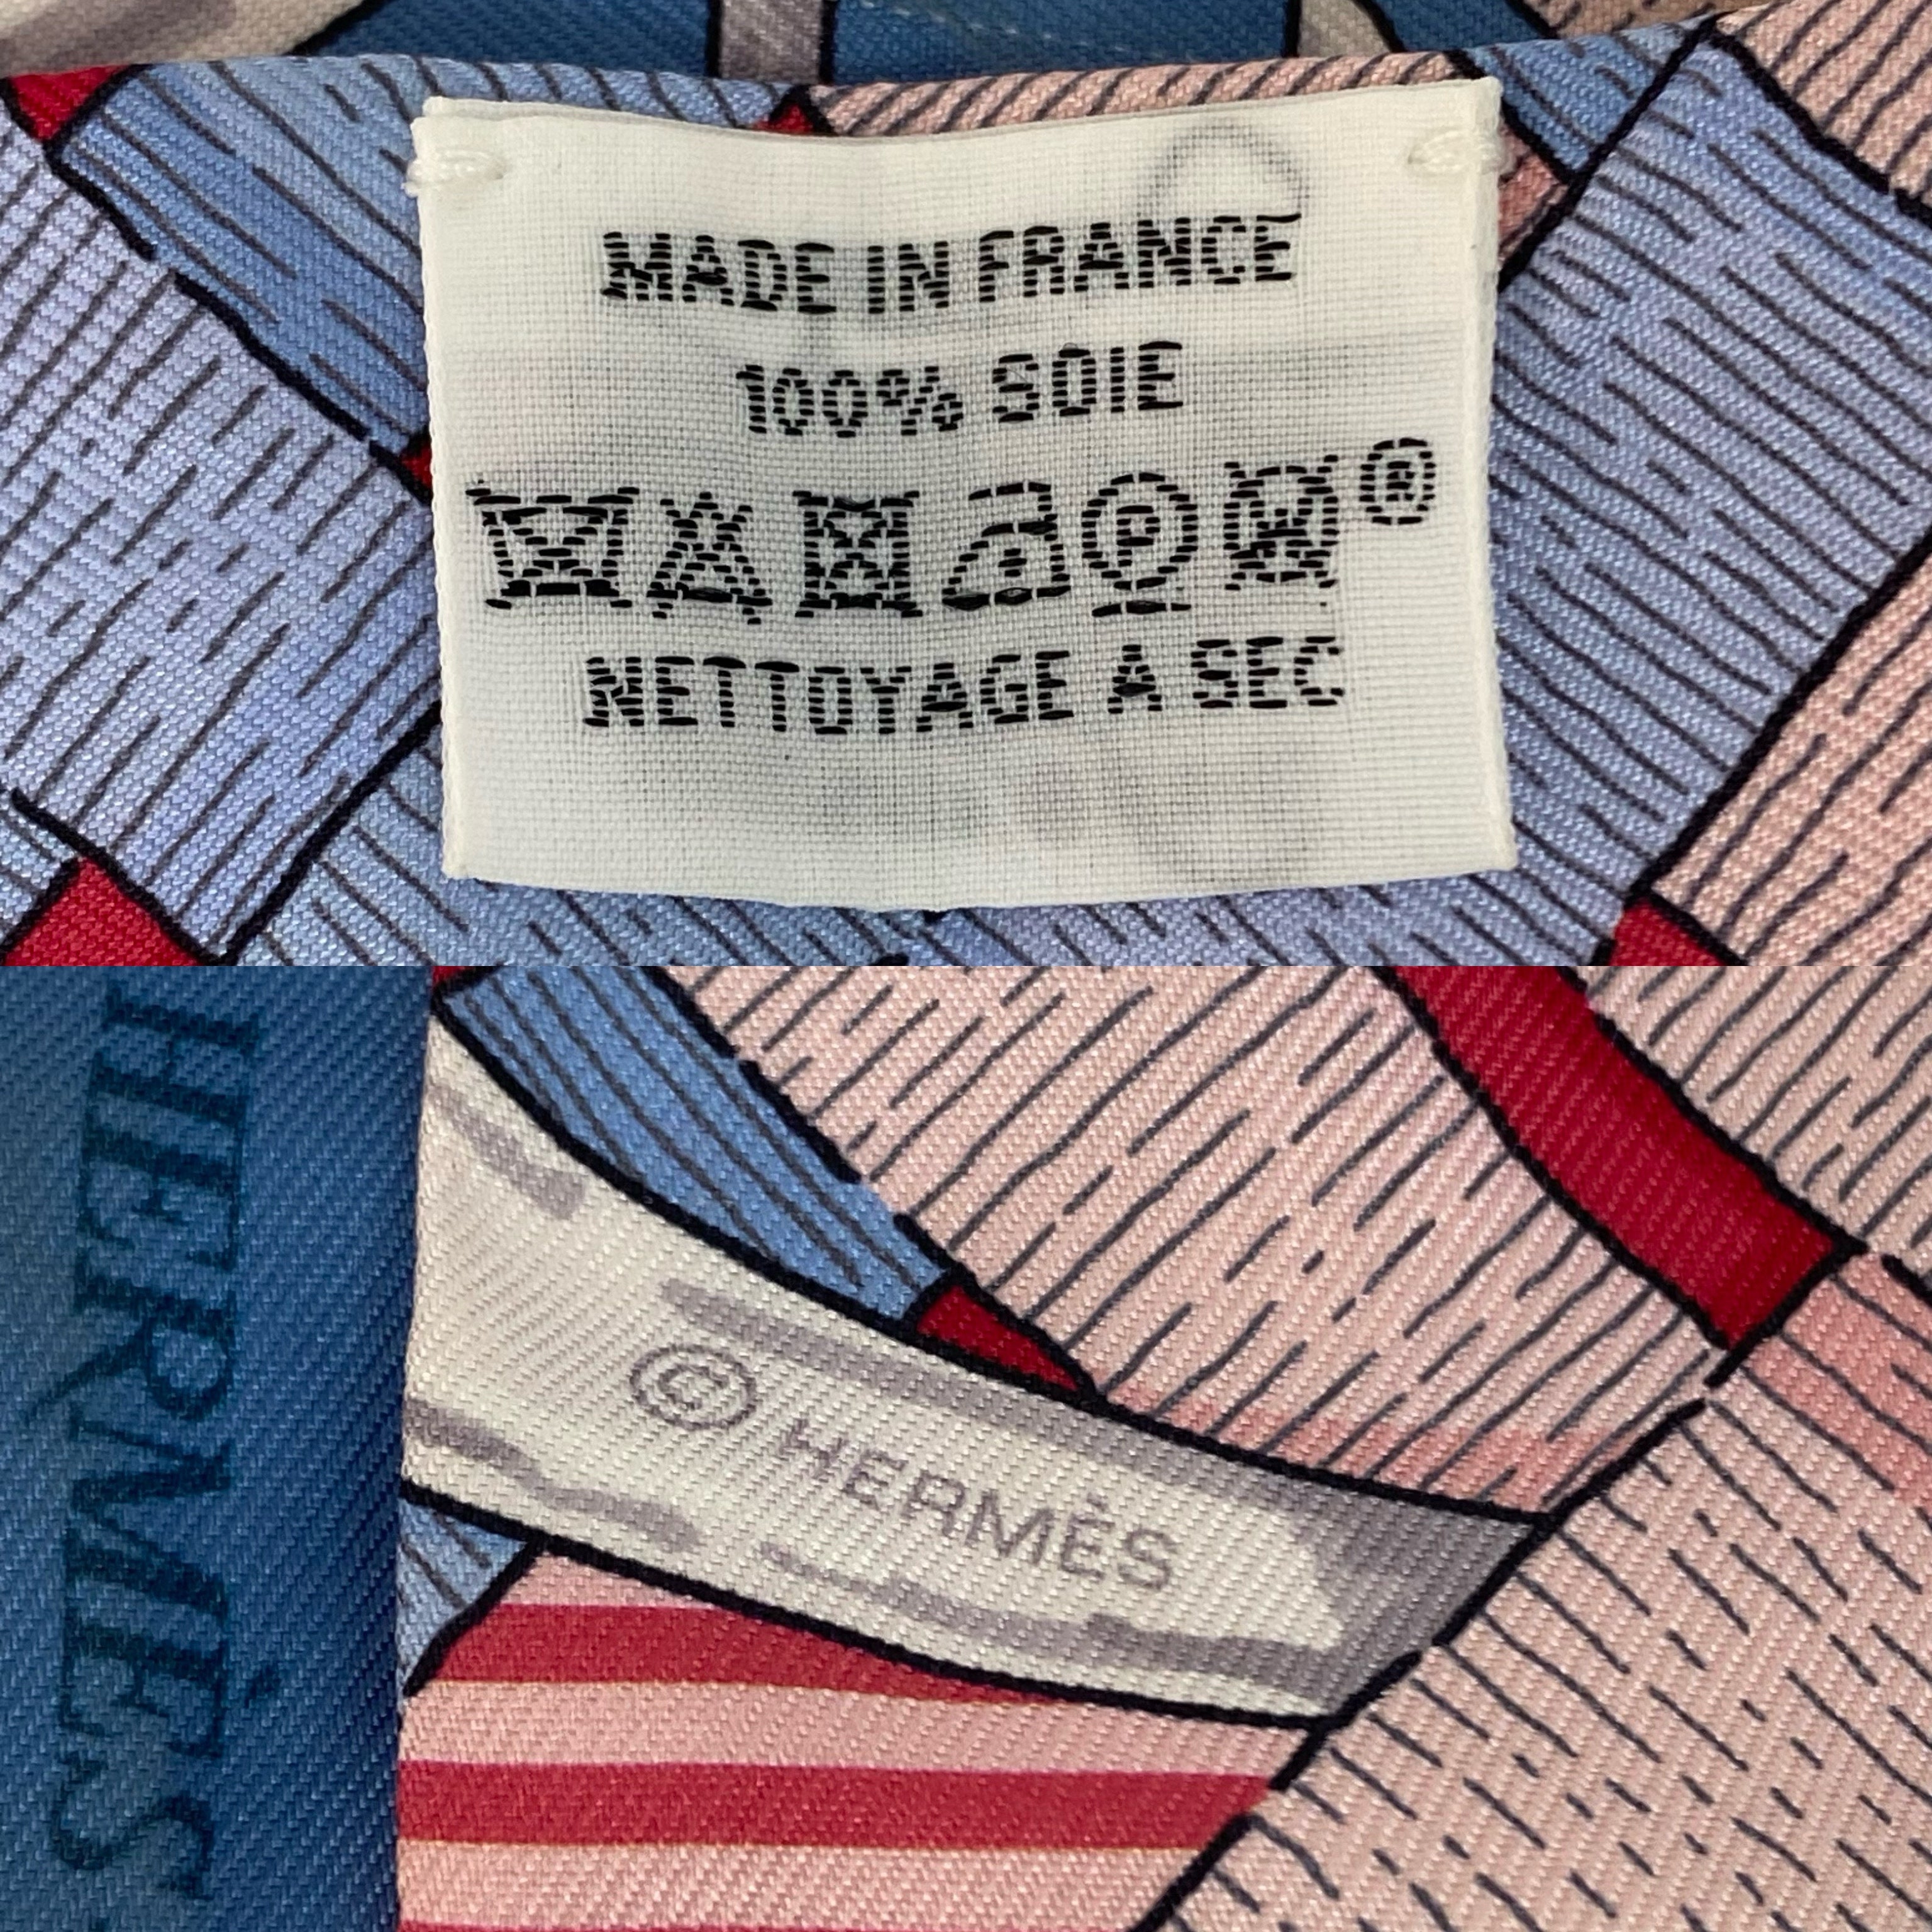 MADE IN FRANCE
100% SOIE
P ®
NETTOYAGE A SEC
HERMÈS
© HERMÈS